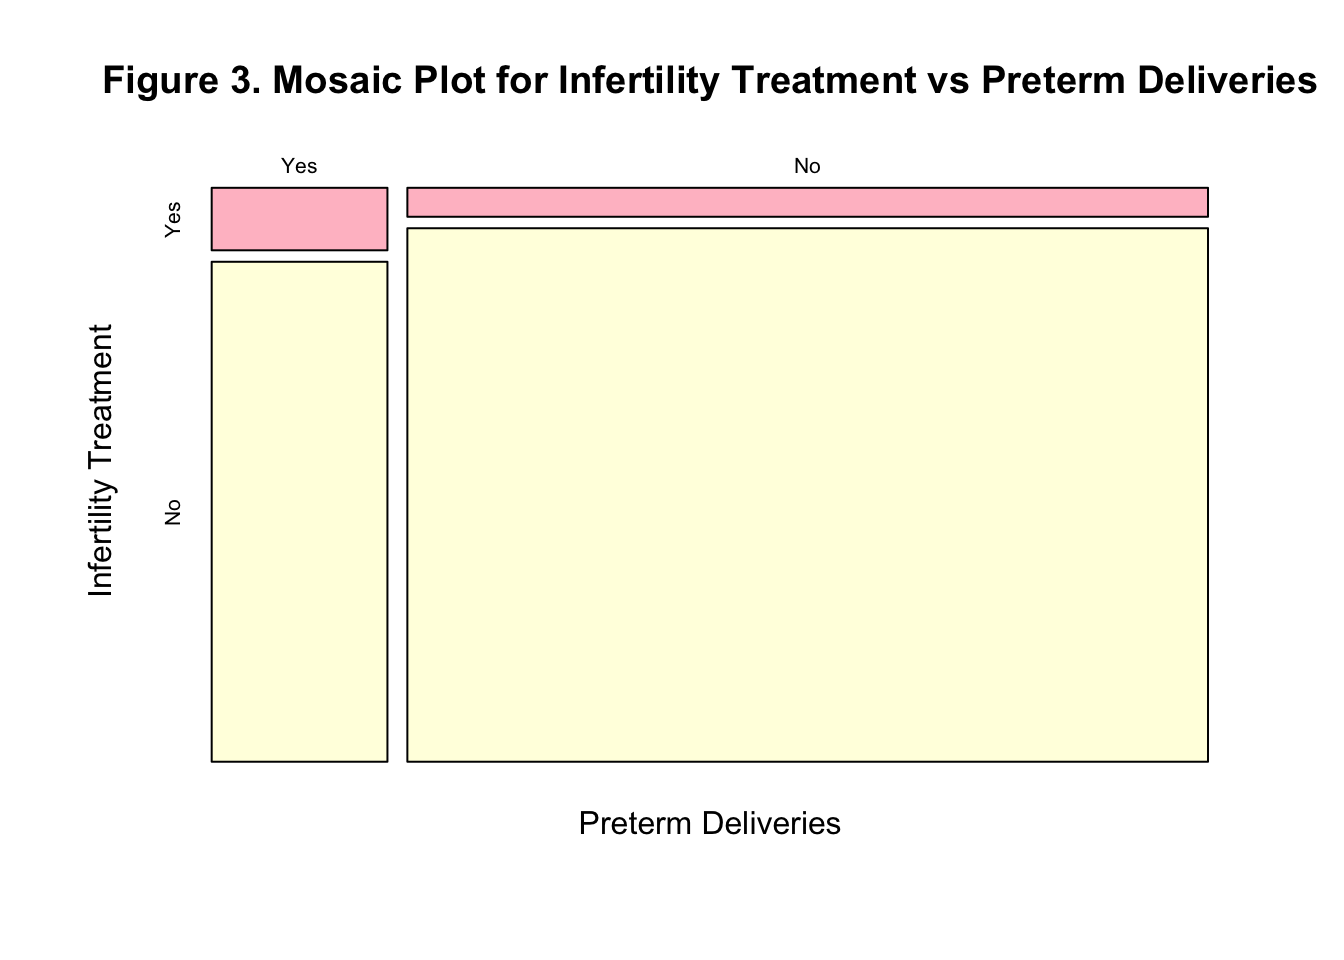 Figure 3. Mosaic Plot for Infertility Treatment vs Preterm Deliveries
Yes
No
Yes
No
Infertility Treatment
Preterm Deliveries